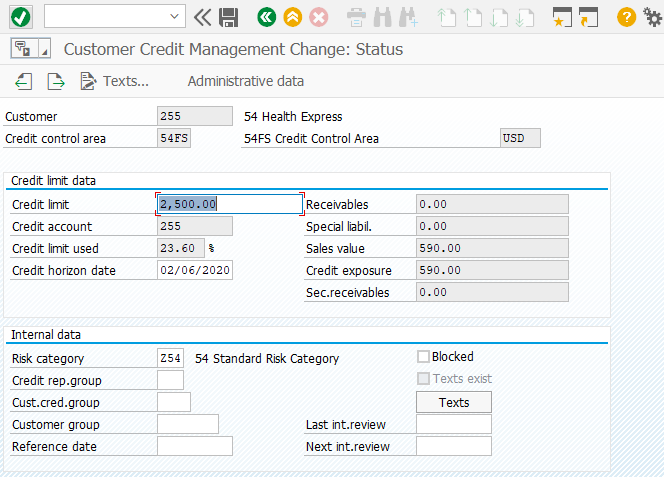 Customer Credit Management Change: Status
Texts... Administrative data
Customer 255 54 Health Express
Credit control area 54FS 54FS Credit Control Area USD
Credit limit data
Credit limit 2,500.00 Receivables 0.00
Credit account 255 Special liabil. 0.00
Credit limit used 23.60 % Sales value 590.00
Credit horizon date 02/06/2020 Credit exposure 590.00
Sec.receivables 0.00
Internal data
Risk category Z54 54 Standard Risk Category Blocked
Credit rep.group Texts exist
Cust.cred.group Texts
Customer group Last int.review
Reference date Next int.review